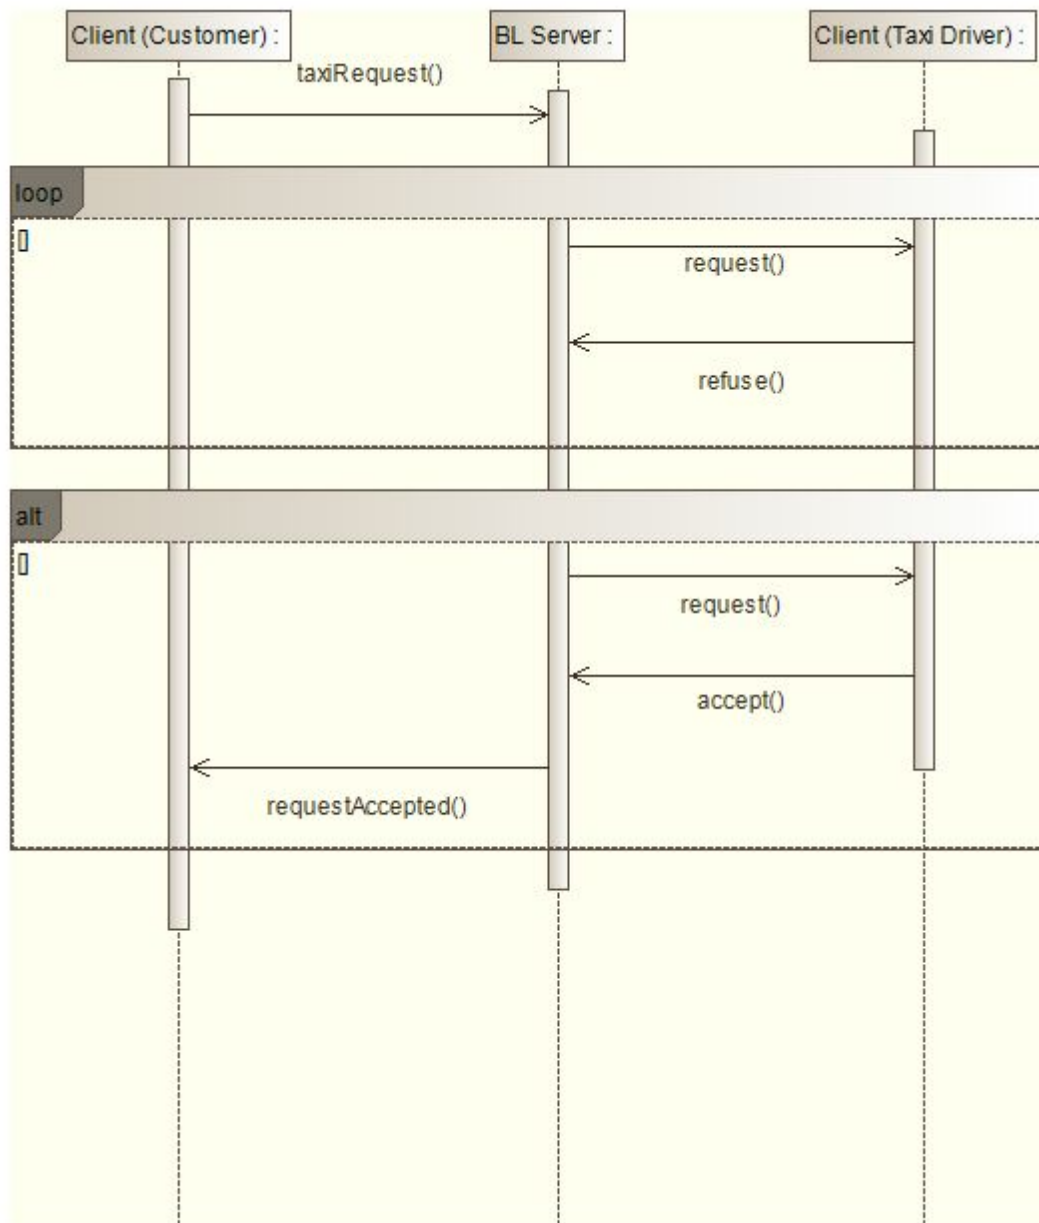 Client (Customer) :
BL Server :
Client (Taxi Driver) :
taxiRequest()
loop
[]
request()
refuse()
alt
[]
request()
accept()
requestAccepted()